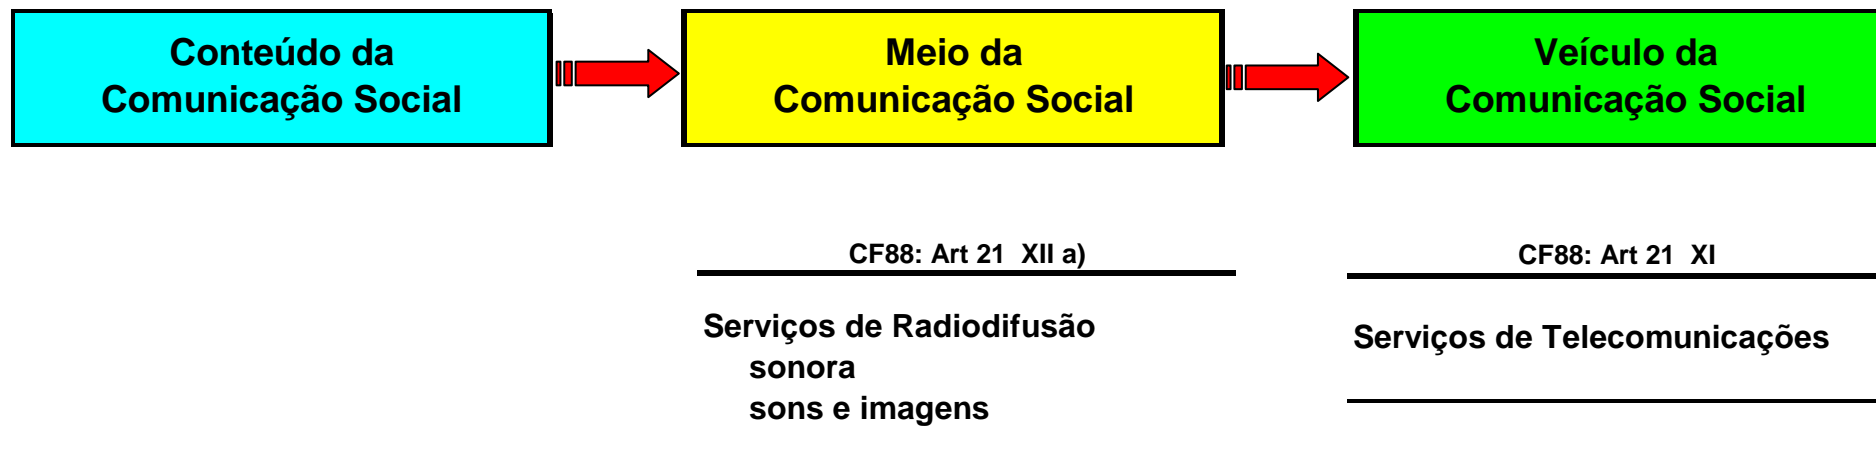 Conteúdo da
Comunicação Social
Meio da
Comunicação Social
Veículo da
Comunicação Social
CF88: Art 21  XII a)
Serviços de Radiodifusão
sonora
sons e imagens
CF88: Art 21  XI
Serviços de Telecomunicações